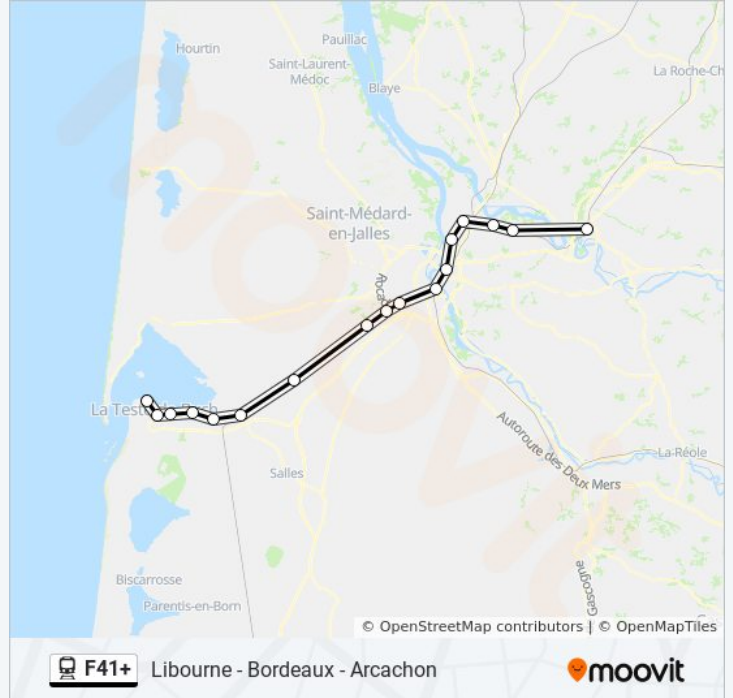 Hourtin
Pauillac
Saint-Laurent-
Médoc
Blaye
La Roche-Ch
Saint-Médard-
en-Jalles
La Teste-de-Buch
Autoroute des Deux Mers
La Réole
Salles
Biscarrosse
Parentis-en-Born
Gascogne
© OpenStreetMap contributors | © OpenMapTiles
F41+ Libourne - Bordeaux - Arcachon
moovit